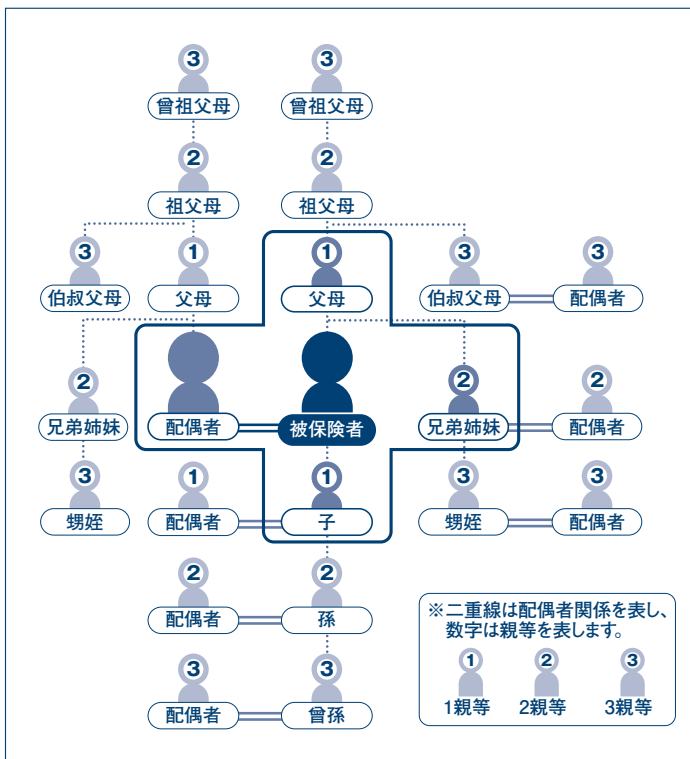 3 3
曾祖父母 曾祖父母
2 2
祖父母 祖父母
3 1 1 3 3
伯叔父母 父母 父母 伯叔父母 配偶者
2 2 2
兄弟姉妹 配偶者 被保険者 兄弟姉妹 配偶者
3 1 1 3 3
甥姪 配偶者 子 甥姪 配偶者
2 2
配偶者 孫
3 3
配偶者 曾孫
※二重線は配偶者関係を表し、
数字は親等を表します。
1 2 3
1親等 2親等 3親等